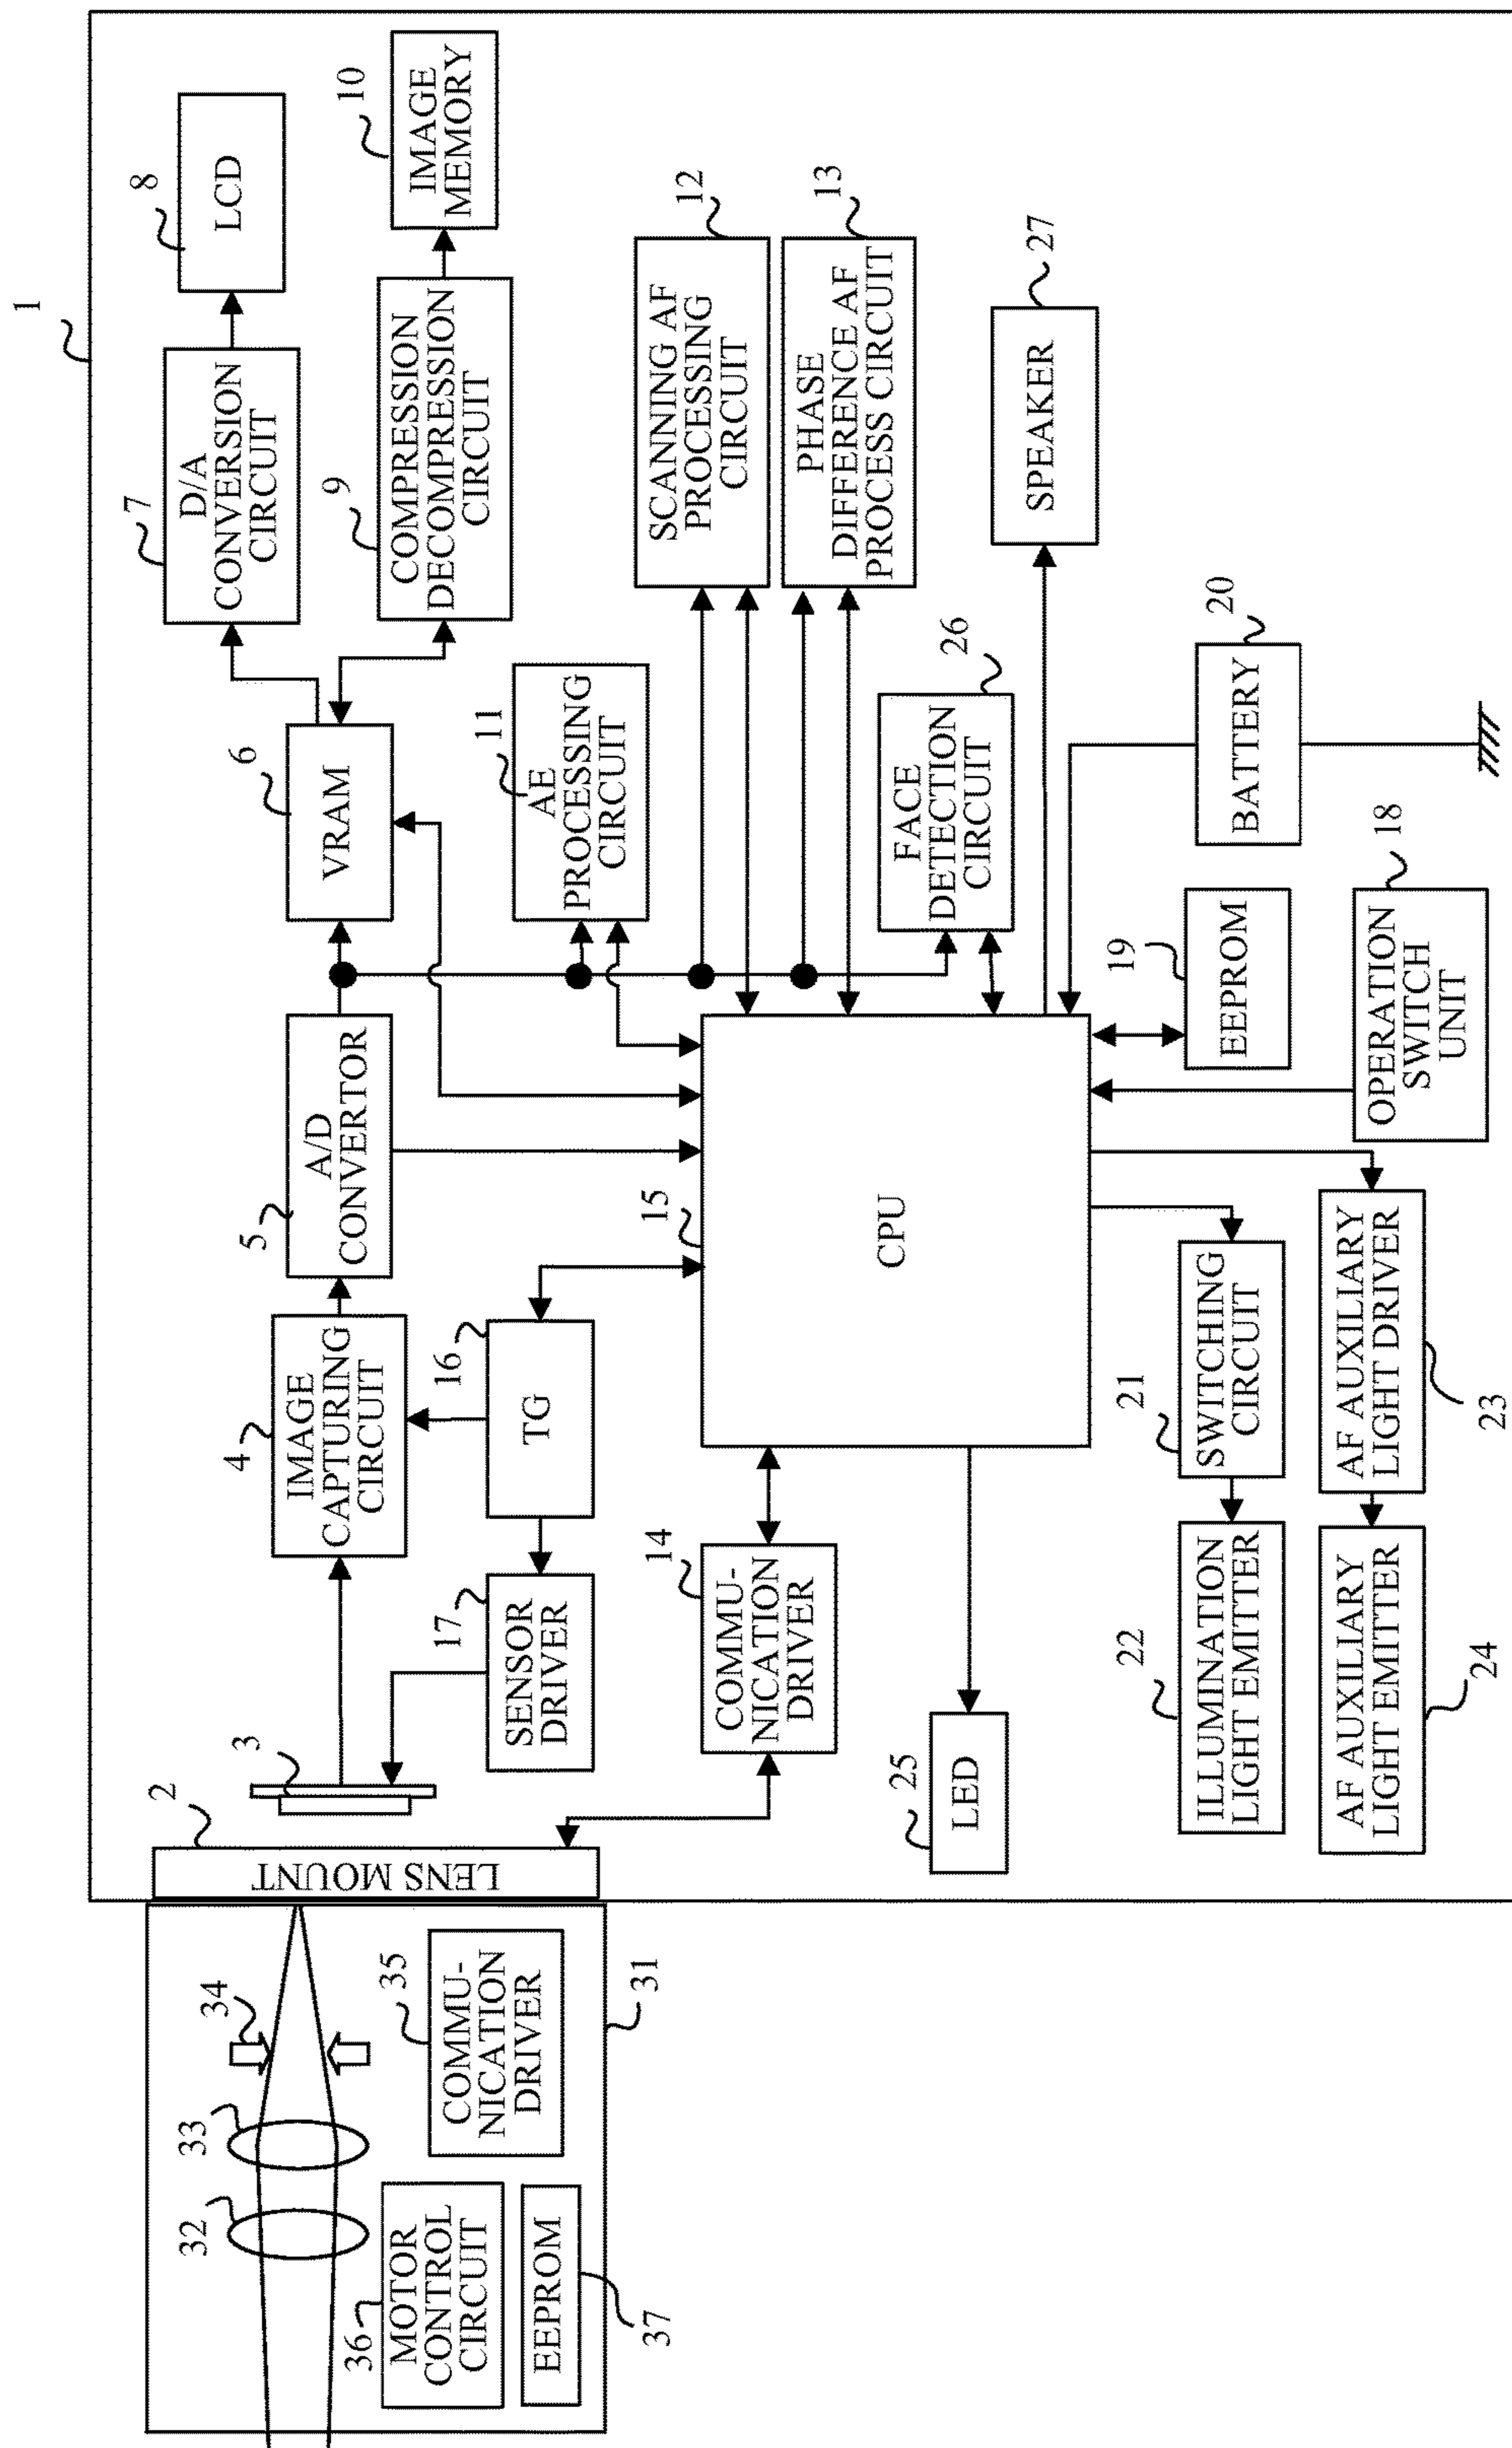 1
2
LENS MOUNT
3
4
IMAGE
CAPTURING
CIRCUIT
5
A/D
CONVERTOR
6
VRAM
7
D/A
CONVERSION
CIRCUIT
8
LCD
9
COMPRESSION
DECOMPRESSION
CIRCUIT
10
IMAGE
MEMORY
11
AE
PROCESSING
CIRCUIT
12
SCANNING AF
PROCESSING
CIRCUIT
13
PHASE
DIFFERENCE AF
PROCESS CIRCUIT
14
COMMU-
NICATION
DRIVER
15
CPU
16
TG
17
SENSOR
DRIVER
26
FACE
DETECTION
CIRCUIT
27
SPEAKER
25
LED
19
EEPROM
20
BATTERY
18
OPERATION
SWITCH
UNIT
21
SWITCHING
CIRCUIT
22
ILLUMINATION
LIGHT EMITTER
23
AF AUXILIARY
LIGHT DRIVER
24
AF AUXILIARY
LIGHT EMITTER
31
32
33
34
35
COMMU-
NICATION
DRIVER
36
MOTOR
CONTROL
CIRCUIT
37
EEPROM